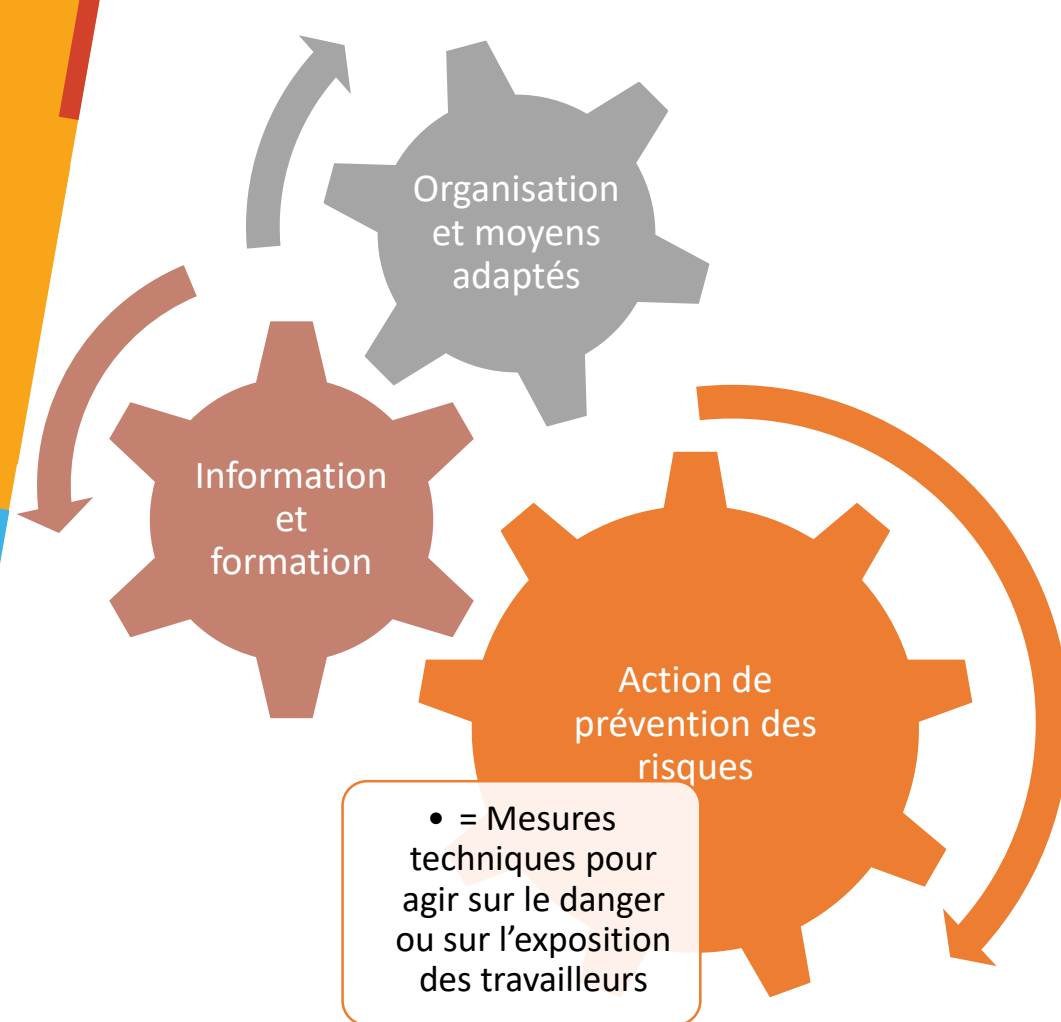 Organisation
et moyens
adaptés
Information
et
formation
Action de
prévention des
risques
• = Mesures
techniques pour
agir sur le danger
ou sur l’exposition
des travailleurs